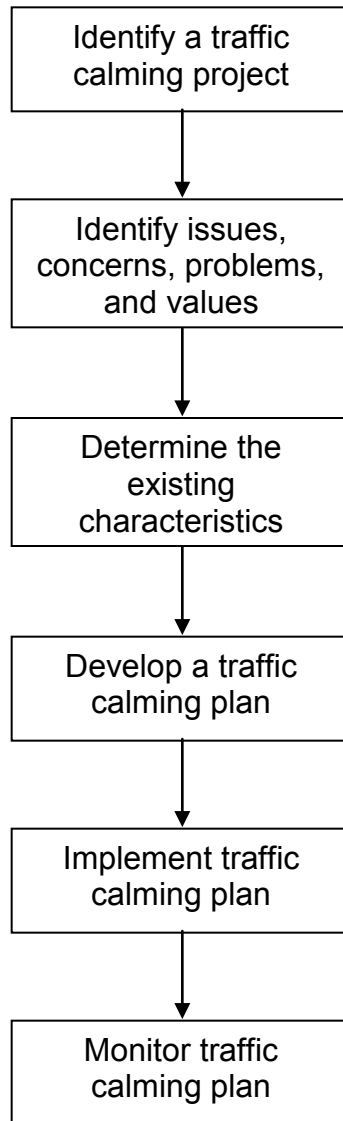 Identify a traffic
calming project
Identify issues,
concerns, problems,
and values
Determine the
existing
characteristics
Develop a traffic
calming plan
Implement traffic
calming plan
Monitor traffic
calming plan